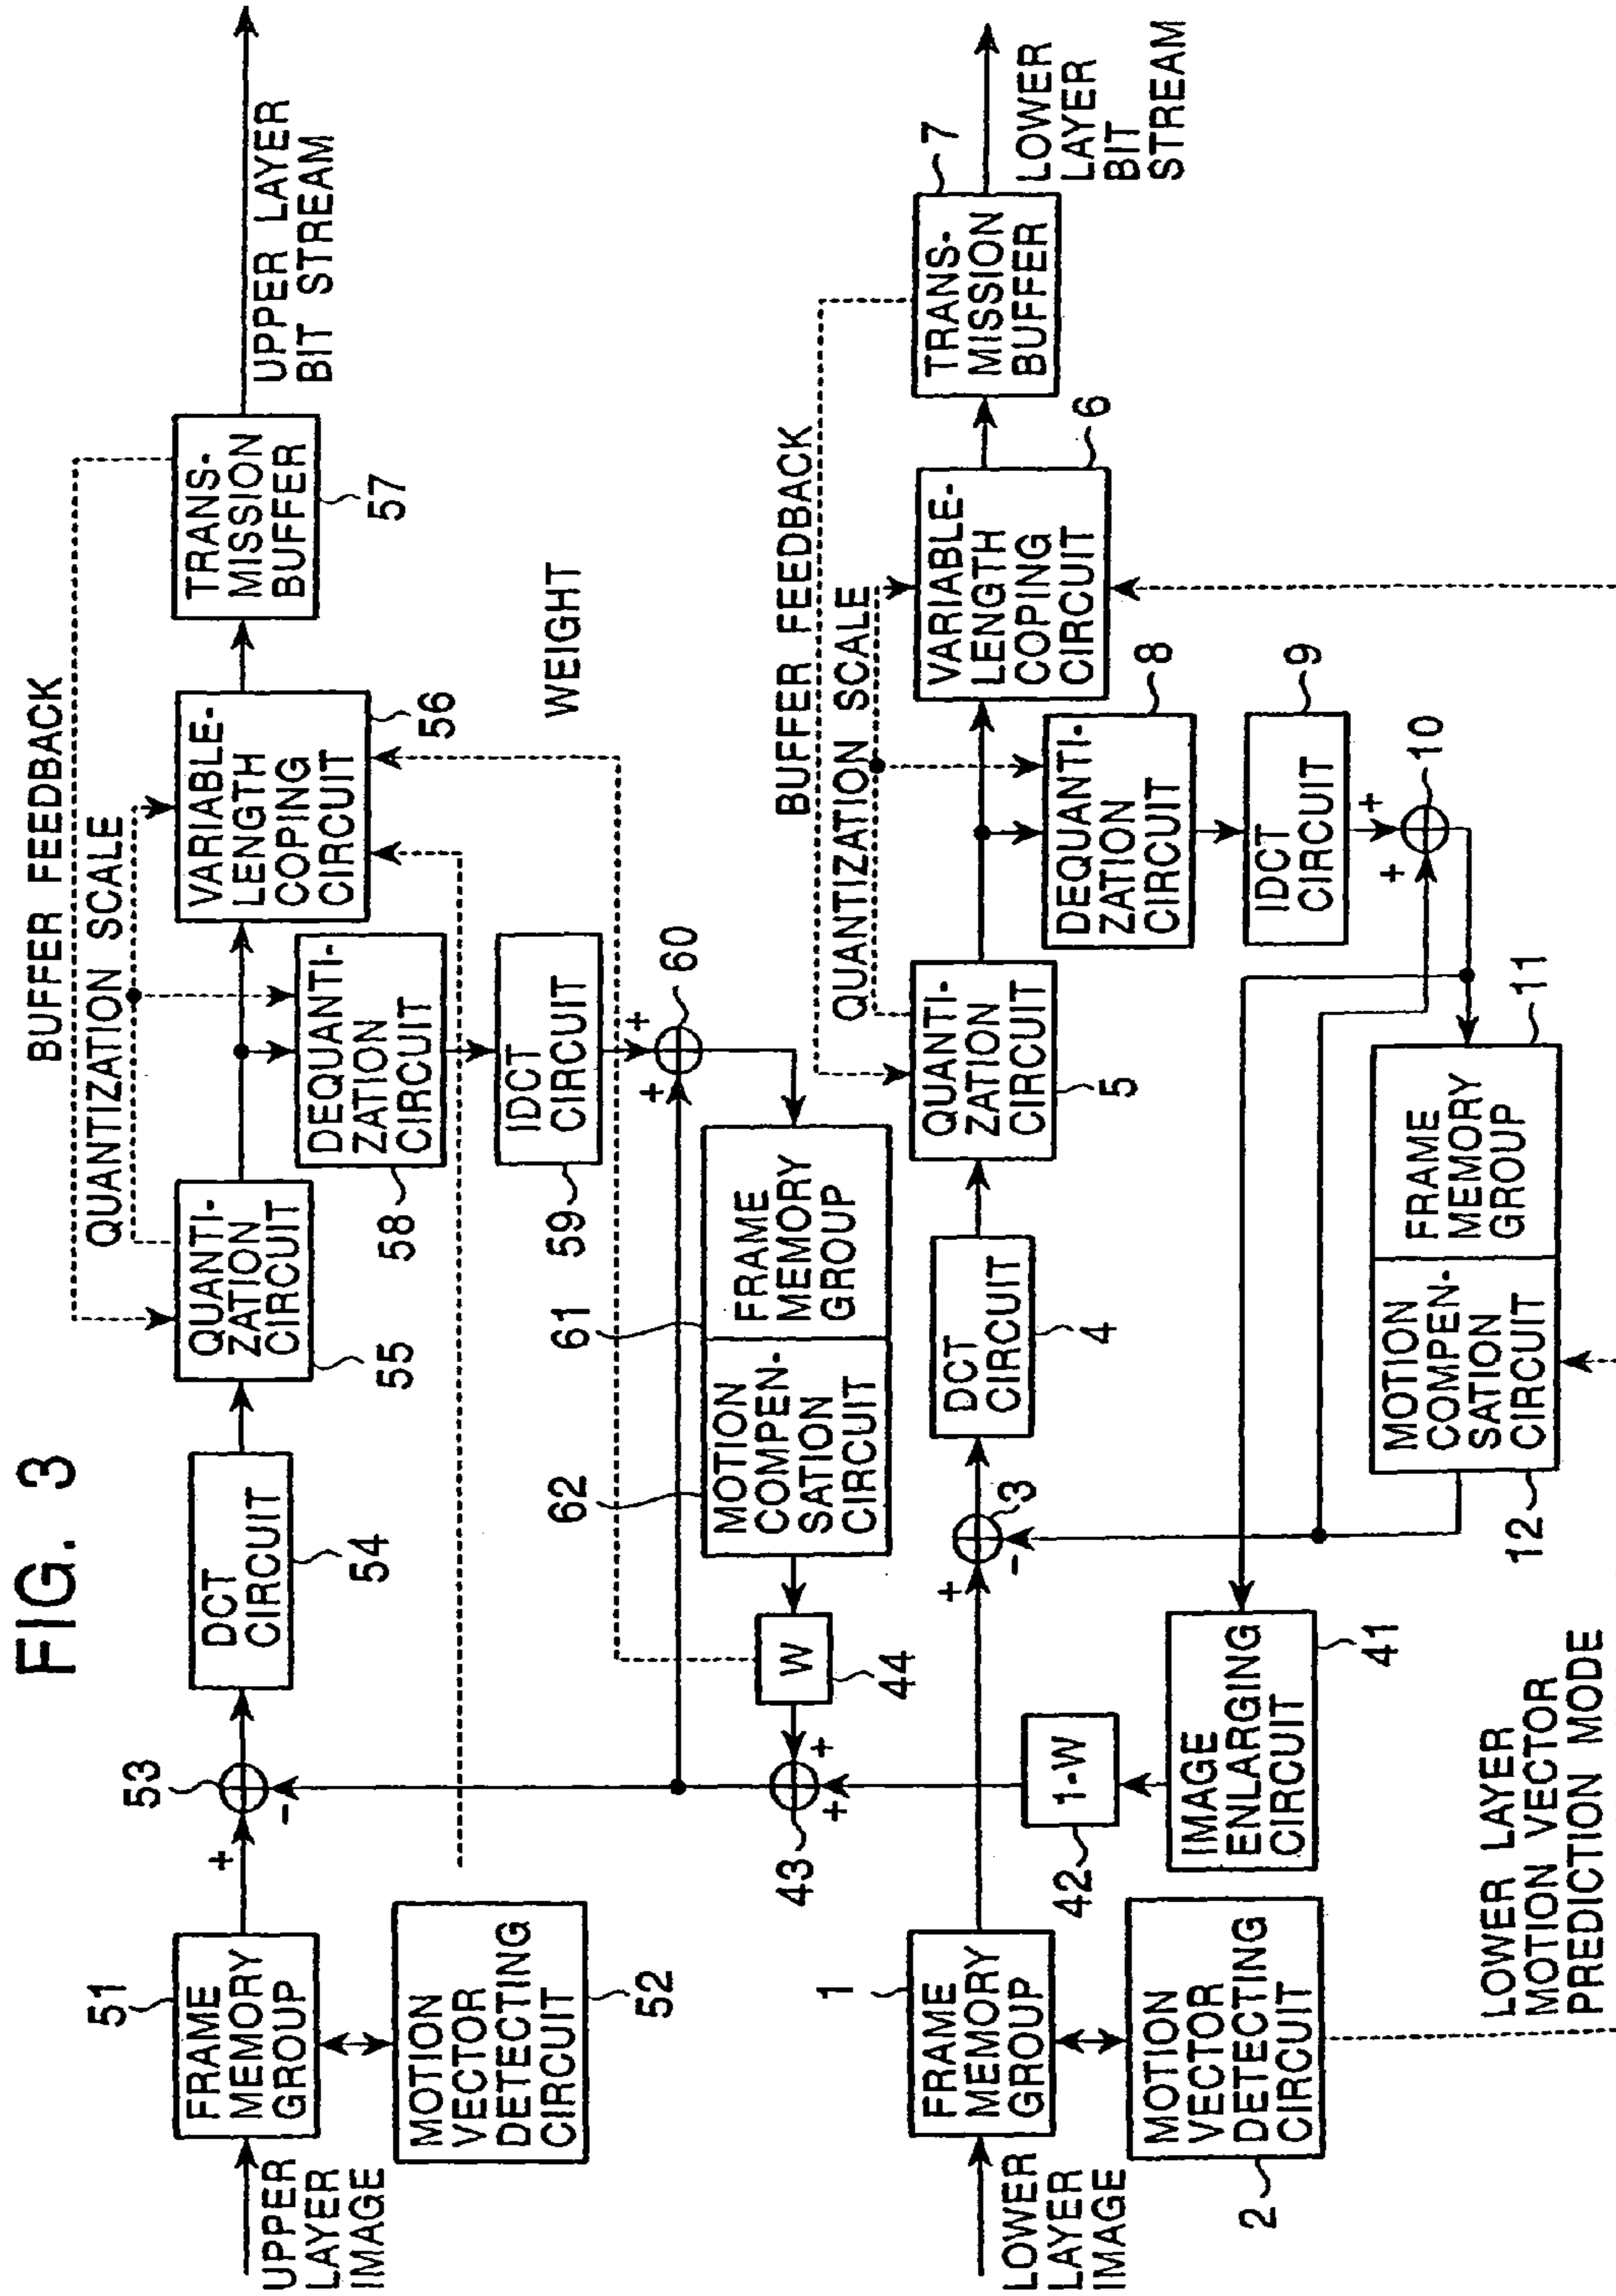 FIG. 3
BUFFER FEEDBACK
QUANTIZATION SCALE
UPPER
LAYER
IMAGE
51
FRAME
MEMORY
GROUP
MOTION
VECTOR
DETECTING
CIRCUIT
52
53
+
-
DCT
CIRCUIT
54
QUANTI-
ZATION
CIRCUIT
55
VARIABLE-
LENGTH
COPING
CIRCUIT
56
TRANS-
MISSION
BUFFER
57
UPPER LAYER
BIT STREAM
DEQUANTI-
ZATION
CIRCUIT
58
IDCT
CIRCUIT
59
+
+
60
WEIGHT
61
FRAME
MEMORY
GROUP
62
MOTION
COMPEN-
SATION
CIRCUIT
W
44
+
+
43
1-W
42
IMAGE
ENLARGING
CIRCUIT
41
BUFFER FEEDBACK
QUANTIZATION SCALE
LOWER
LAYER
IMAGE
1
FRAME
MEMORY
GROUP
MOTION
VECTOR
DETECTING
CIRCUIT
2
+
-
3
DCT
CIRCUIT
4
QUANTI-
ZATION
CIRCUIT
5
VARIABLE-
LENGTH
COPING
CIRCUIT
6
TRANS-
MISSION
BUFFER
7
LOWER
LAYER
BIT
STREAM
DEQUANTI-
ZATION
CIRCUIT
8
IDCT
CIRCUIT
9
+
+
10
FRAME
MEMORY
GROUP
11
MOTION
COMPEN-
SATION
CIRCUIT
12
LOWER LAYER
MOTION VECTOR
PREDICTION MODE